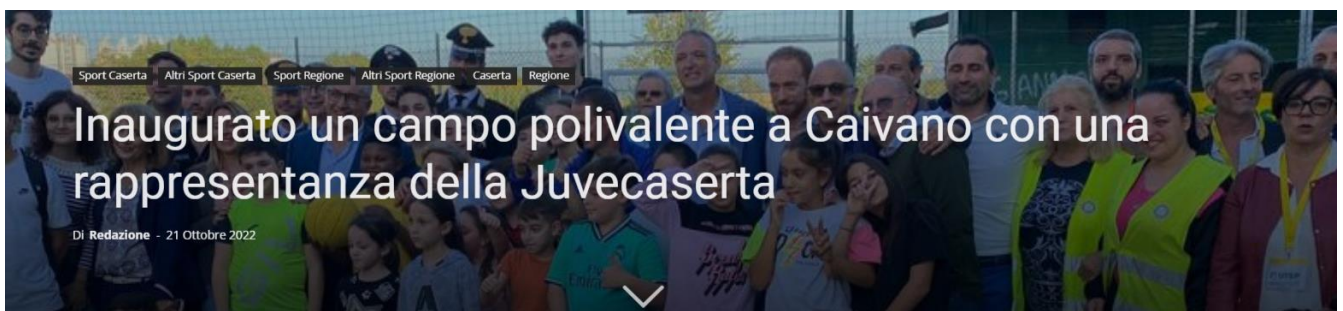 Sport Caserta Altri Sport Caserta Sport Regione Altri Sport Regione Caserta Regione
Inaugurato un campo polivalente a Caivano con una
rappresentanza della Juvecaserta
Di Redazione - 21 Ottobre 2022